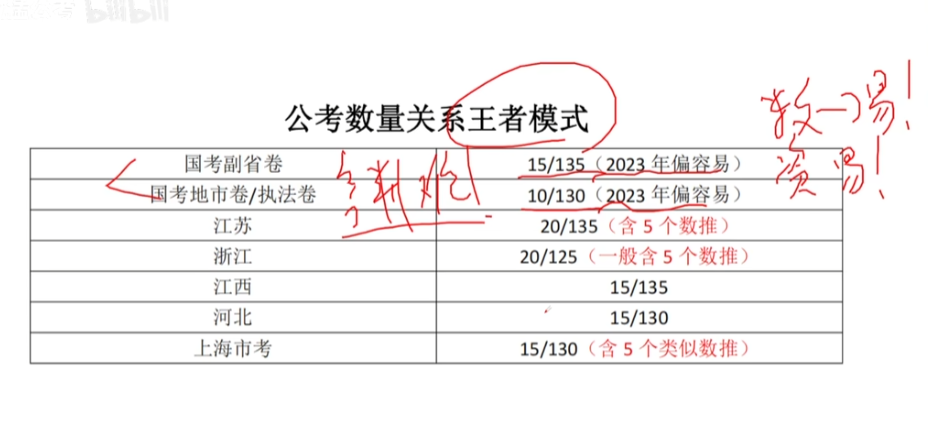 bilibili
公考数量关系王者模式
国考副省卷 15/135（2023 年偏容易）
国考地市卷/执法卷 10/130（2023 年偏容易）
江苏 20/135（含 5 个数推）
浙江 20/125（一般含 5 个数推）
江西 15/135
河北 15/130
上海市考 15/130（含 5 个类似数推）
数→易！
资易！
判难！